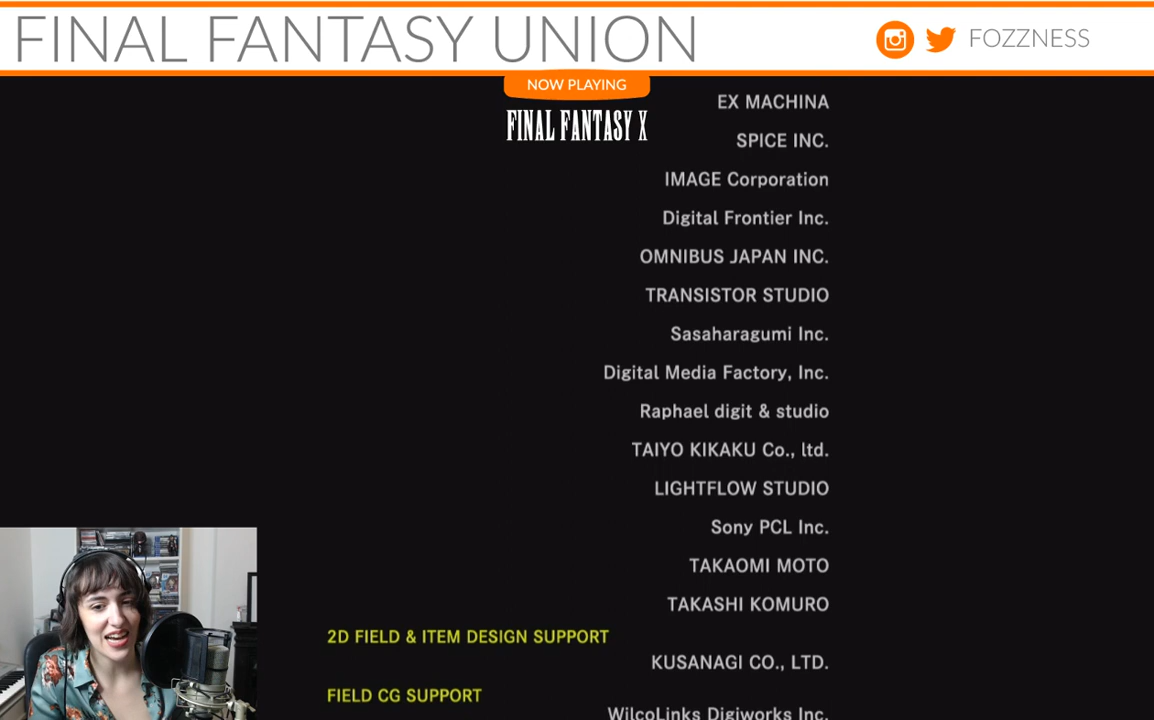 FINAL FANTASY UNION
FOZZNESS
NOW PLAYING
FINAL FANTASY X
EX MACHINA
SPICE INC.
IMAGE Corporation
Digital Frontier Inc.
OMNIBUS JAPAN INC.
TRANSISTOR STUDIO
Sasaharagumi Inc.
Digital Media Factory, Inc.
Raphael digit & studio
TAIYO KIKAKU Co., ltd.
LIGHTFLOW STUDIO
Sony PCL Inc.
TAKAOMI MOTO
TAKASHI KOMURO
2D FIELD & ITEM DESIGN SUPPORT
KUSANAGI CO., LTD.
FIELD CG SUPPORT
WilcoLinks Digiworks Inc.